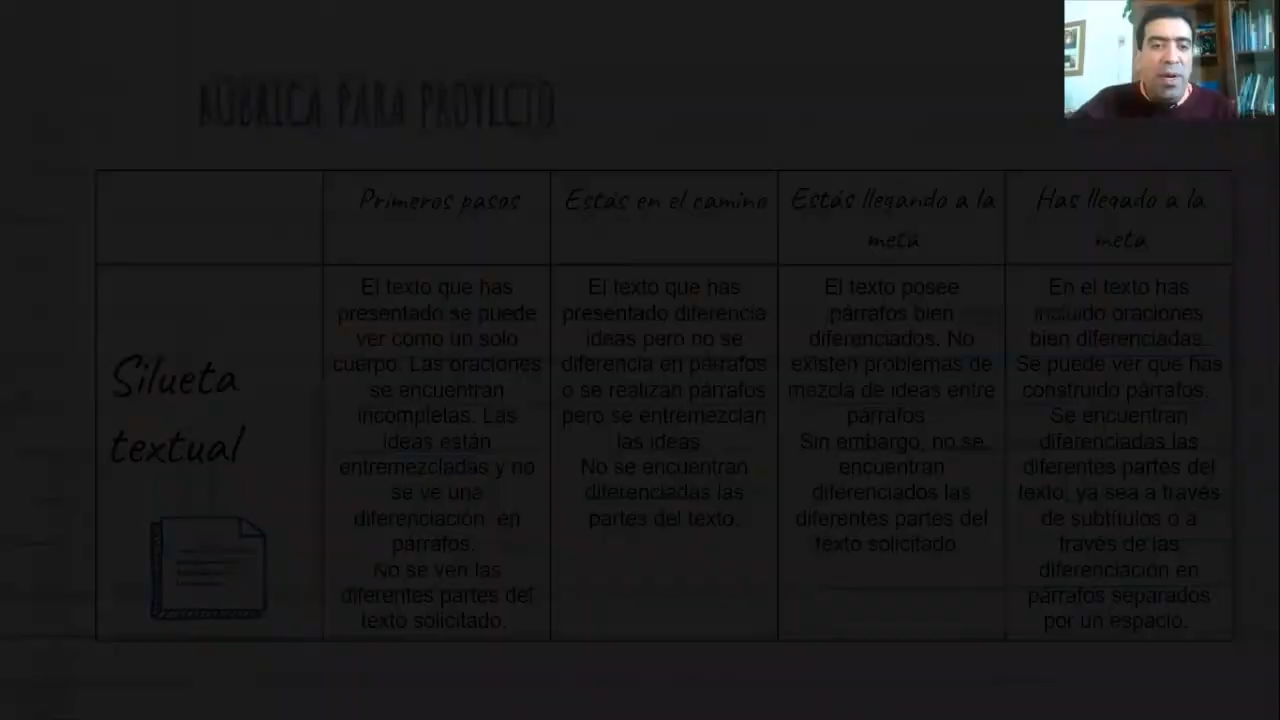 RÚBRICA PARA PROYECTO
Primeros pasos
Estás en el camino
Estás llegando a la
meta
Has llegado a la
meta
Silueta
textual
El texto que has
presentado se puede
ver como un solo
cuerpo. Las oraciones
se encuentran
incompletas. Las
ideas están
entremezcladas y no
se ve una
diferenciación en
párrafos.
No se ven las
diferentes partes del
texto solicitado.
El texto que has
presentado diferencia
ideas pero no se
diferencia en párrafos
o se realizan párrafos
pero se entremezclan
las ideas.
No se encuentran
diferenciadas las
partes del texto.
El texto posee
párrafos bien
diferenciados. No
existen problemas de
mezcla de ideas entre
párrafos.
Sin embargo, no se
encuentran
diferenciados las
diferentes partes del
texto solicitado
En el texto has
incluido oraciones
bien diferenciadas.
Se puede ver que has
construido párrafos.
Se encuentran
diferenciadas las
diferentes partes del
texto, ya sea a través
de subtítulos o a
través de las
diferenciación en
párrafos separados
por un espacio.